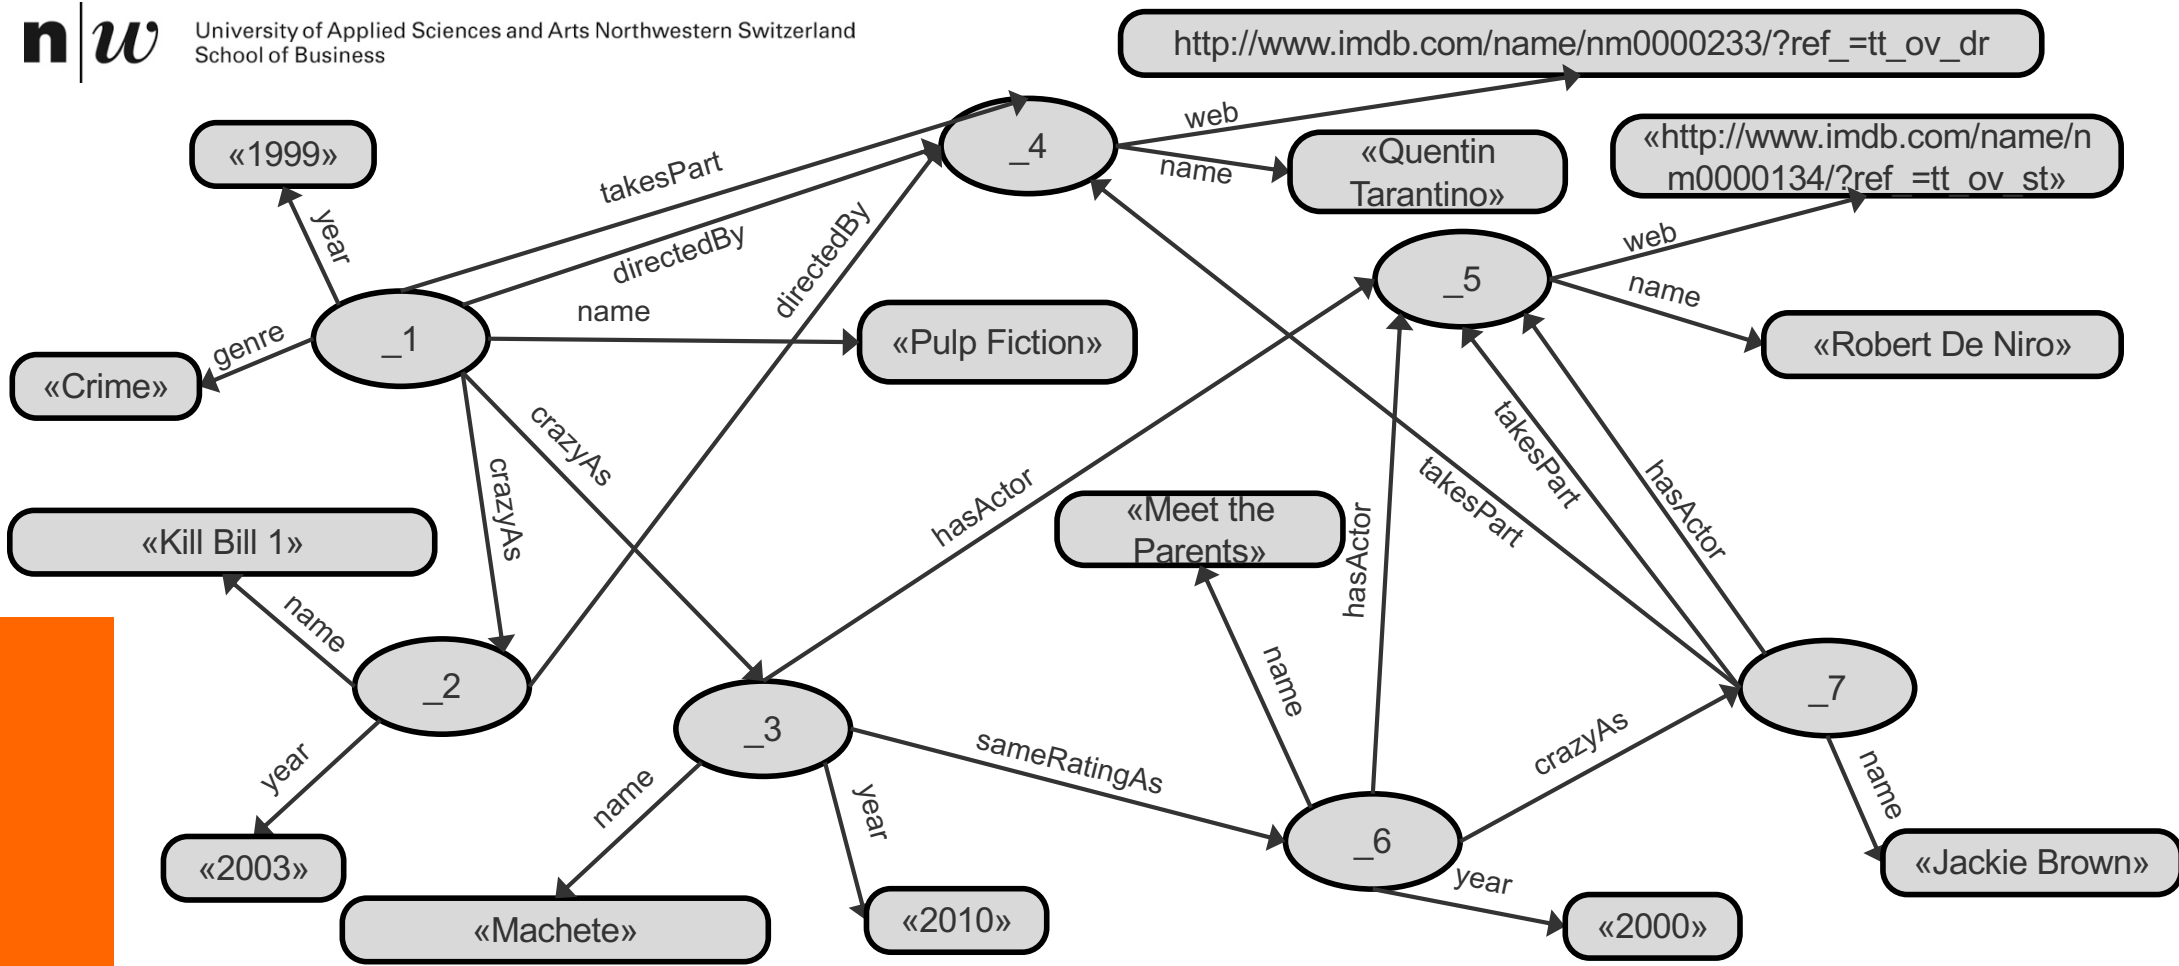 n w
University of Applied Sciences and Arts Northwestern Switzerland
School of Business
http://www.imdb.com/name/nm0000233/?ref_=tt_ov_dr
_4
web
name
«Quentin
Tarantino»
«http://www.imdb.com/name/n
m0000134/?ref_=tt_ov_st»
«1999»
year
takesPart
directedBy
directedBy
_5
web
name
«Robert De Niro»
_1
name
«Pulp Fiction»
genre
«Crime»
crazyAs
crazyAs
hasActor
takesPart
takesPart
hasActor
hasActor
«Meet the
Parents»
«Kill Bill 1»
name
_2
year
«2003»
_3
name
«Machete»
year
«2010»
sameRatingAs
name
_6
crazyAs
year
«2000»
_7
name
«Jackie Brown»